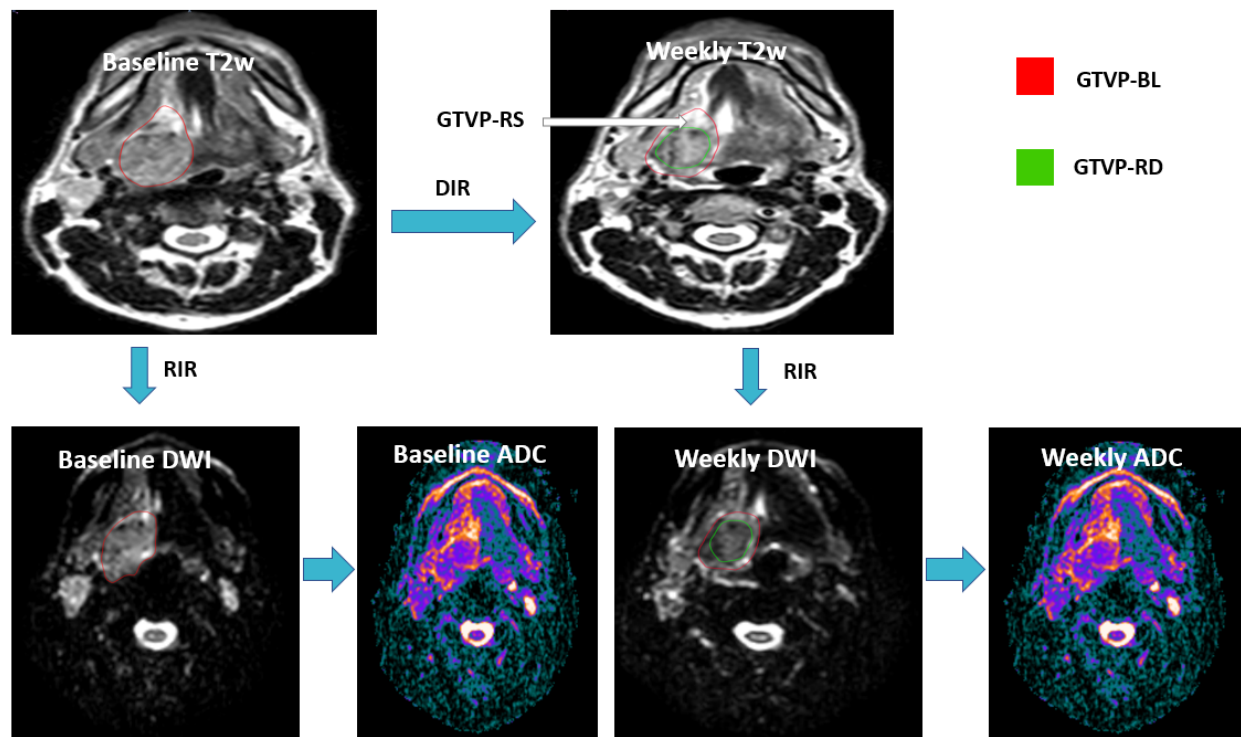 Baseline T2w
Weekly T2w
GTVP-BL
GTVP-RS
GTVP-RD
DIR
RIR
RIR
Baseline DWI
Baseline ADC
Weekly DWI
Weekly ADC